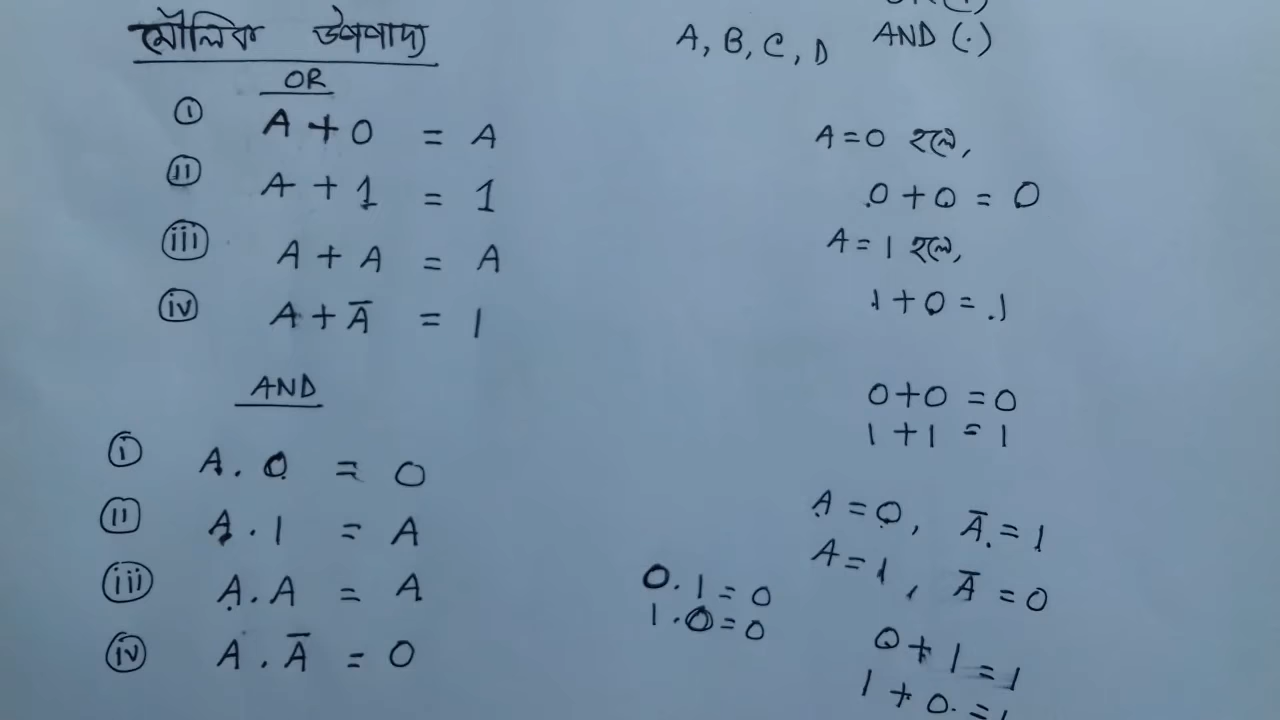 মৌলিক উপপাদ্য
OR
(i) A + 0 = A
(ii) A + 1 = 1
(iii) A + A = A
(iv) A + Ā = 1
AND
(i) A . 0 = 0
(ii) A . 1 = A
(iii) A . A = A
(iv) A . Ā = 0
A, B, C, D
AND (.)
A = 0 হলে,
0 + 0 = 0
A = 1 হলে,
1 + 0 = 1
0 + 0 = 0
1 + 1 = 1
A = 0, Ā = 1
A = 1, Ā = 0
0 . 1 = 0
1 . 0 = 0
0 + 1 = 1
1 + 0 = 1